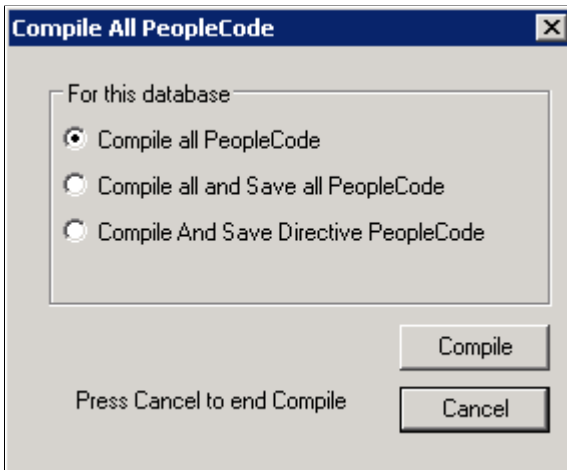 Compile All PeopleCode
For this database
Compile all PeopleCode
Compile all and Save all PeopleCode
Compile And Save Directive PeopleCode
Compile
Press Cancel to end Compile
Cancel